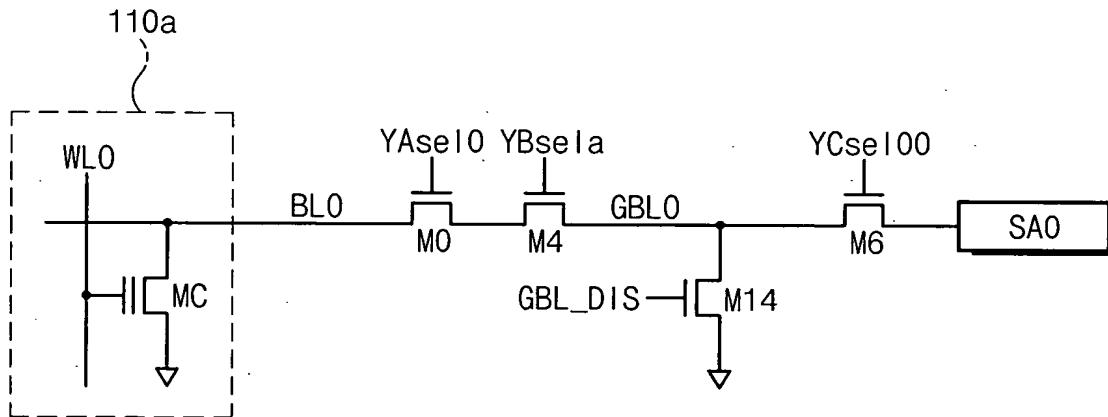 110a
WL0
BL0
YAsel0
YBsela
GBL0
YCsel00
M0
M4
M6
SA0
MC
GBL_DIS
M14